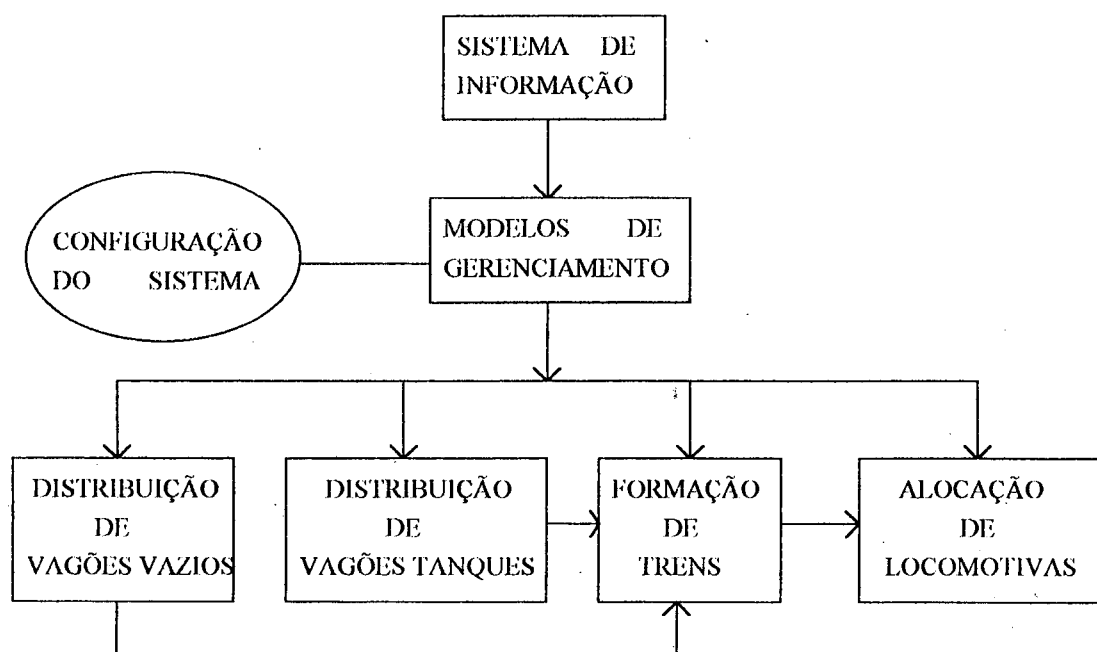 SISTEMA DE
INFORMAÇÃO
CONFIGURAÇÃO
DO SISTEMA
MODELOS DE
GERENCIAMENTO
DISTRIBUIÇÃO
DE
VAGÕES VAZIOS
DISTRIBUIÇÃO
DE
VAGÕES TANQUES
FORMAÇÃO
DE
TRENS
ALOCAÇÃO
DE
LOCOMOTIVAS